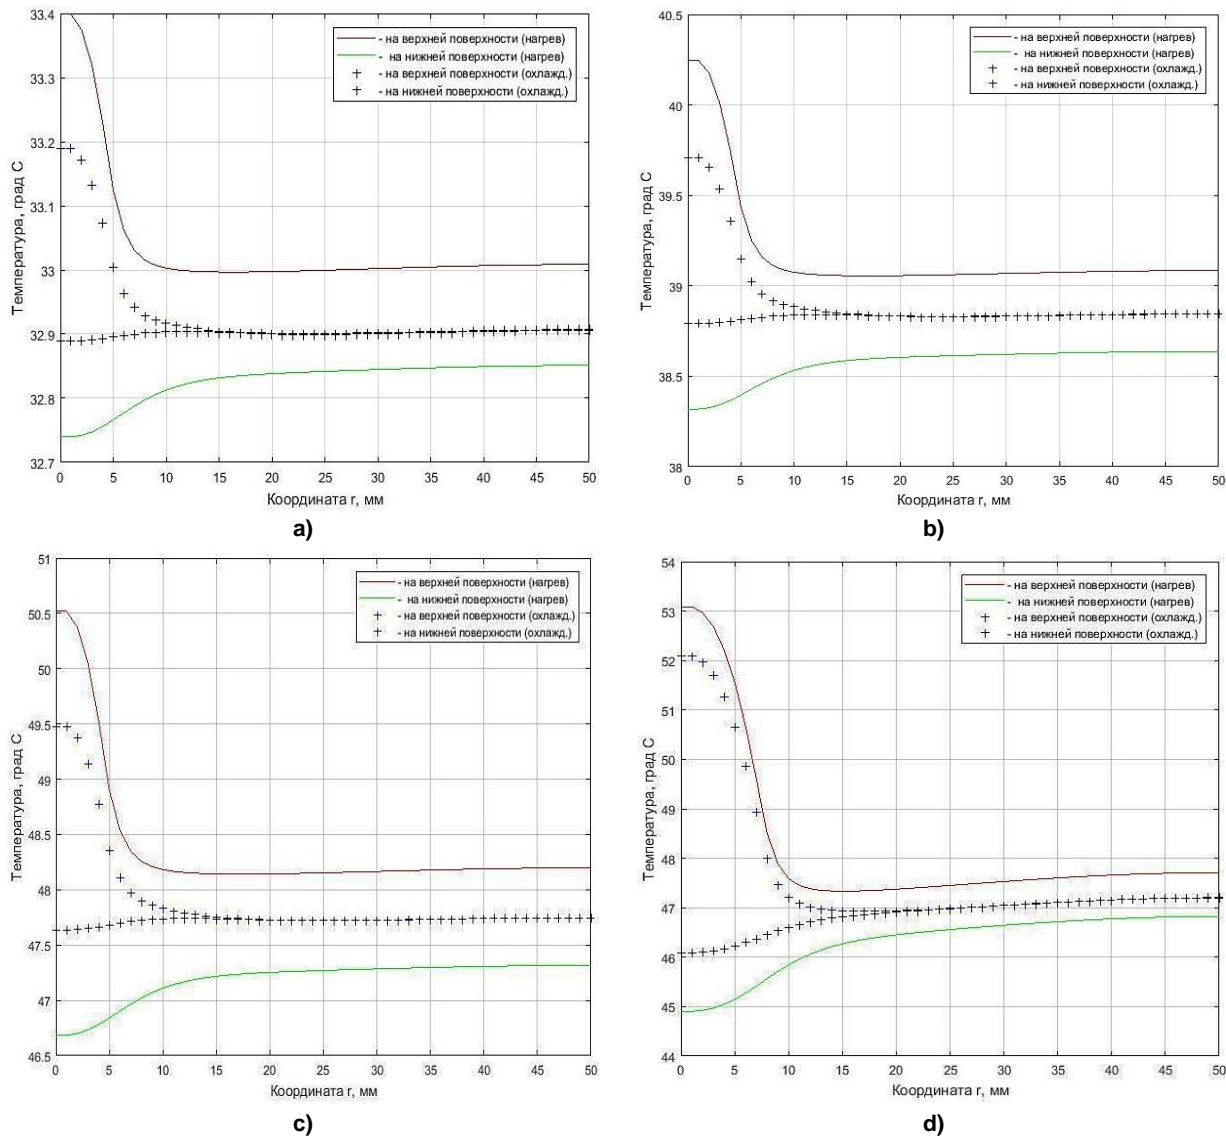 33.4
33.3
33.2
33.1
33
32.9
32.8
32.7
0 5 10 15 20 25 30 35 40 45 50
Температура, град С
Координата r, мм
- на верхней поверхности (нагрев)
- на нижней поверхности (нагрев)
- на верхней поверхности (охлажд.)
- на нижней поверхности (охлажд.)
a)
40.5
40
39.5
39
38.5
38
0 5 10 15 20 25 30 35 40 45 50
Температура, град С
Координата r, мм
- на верхней поверхности (нагрев)
- на нижней поверхности (нагрев)
- на верхней поверхности (охлажд.)
- на нижней поверхности (охлажд.)
b)
51
50.5
50
49.5
49
48.5
48
47.5
47
46.5
0 5 10 15 20 25 30 35 40 45 50
Температура, град С
Координата r, мм
- на верхней поверхности (нагрев)
- на нижней поверхности (нагрев)
- на верхней поверхности (охлажд.)
- на нижней поверхности (охлажд.)
c)
54
53
52
51
50
49
48
47
46
45
44
0 5 10 15 20 25 30 35 40 45 50
Температура, град С
Координата r, мм
- на верхней поверхности (нагрев)
- на нижней поверхности (нагрев)
- на верхней поверхности (охлажд.)
- на нижней поверхности (охлажд.)
d)